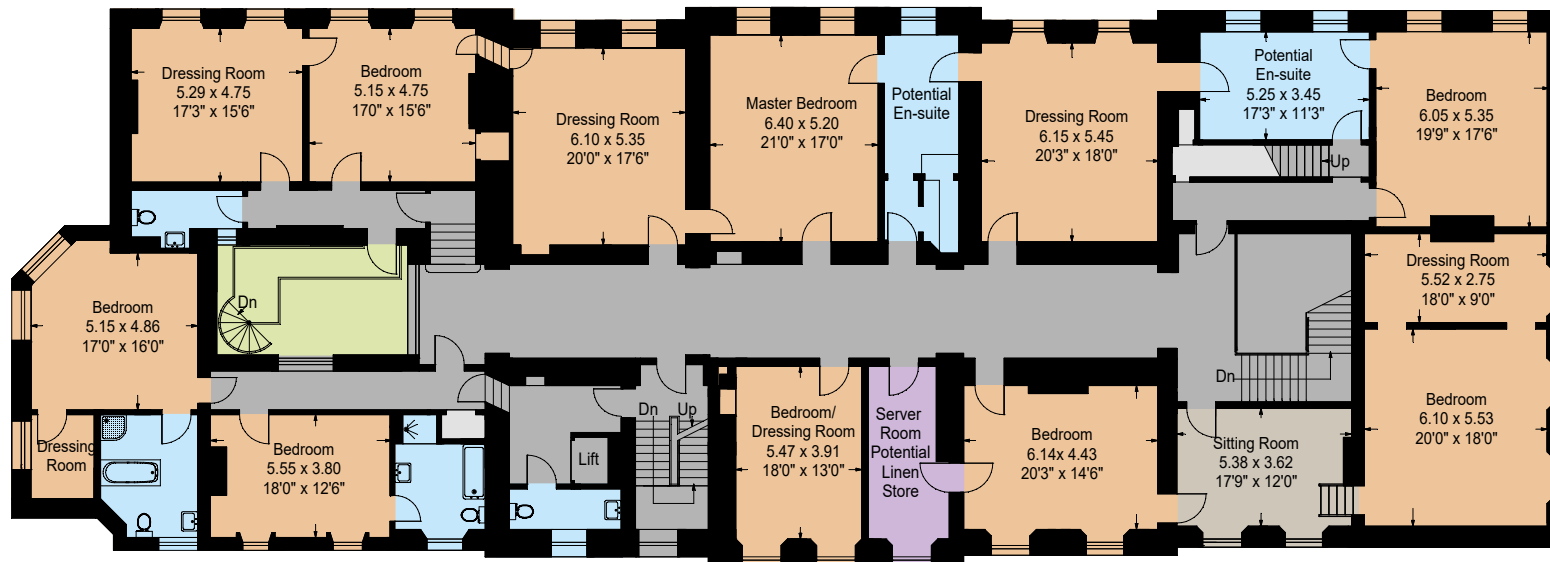 Dressing Room
5.29 x 4.75
17'3" x 15'6"
Bedroom
5.15 x 4.75
17'0" x 15'6"
Dressing Room
6.10 x 5.35
20'0" x 17'6"
Master Bedroom
6.40 x 5.20
21'0" x 17'0"
Potential
En-suite
Dressing Room
6.15 x 5.45
20'3" x 18'0"
Potential
En-suite
5.25 x 3.45
17'3" x 11'3"
Up
Bedroom
6.05 x 5.35
19'9" x 17'6"
Bedroom
5.15 x 4.86
17'0" x 16'0"
Dn
Dressing Room
5.52 x 2.75
18'0" x 9'0"
Dn
Dressing
Room
Bedroom
5.55 x 3.80
18'0" x 12'6"
Lift
Dn
Up
Bedroom/
Dressing Room
5.47 x 3.91
18'0" x 13'0"
Server
Room
Potential
Linen
Store
Bedroom
6.14x 4.43
20'3" x 14'6"
Sitting Room
5.38 x 3.62
17'9" x 12'0"
Bedroom
6.10 x 5.53
20'0" x 18'0"